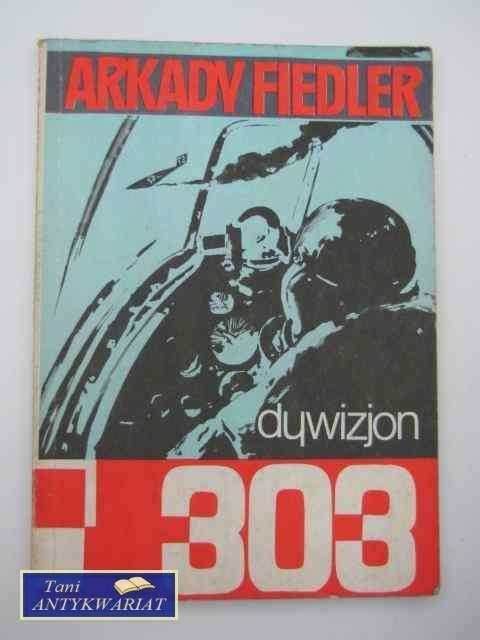 ARKADY FIEDLER
dywizjon
303
Tani
ANTYKWARIAT